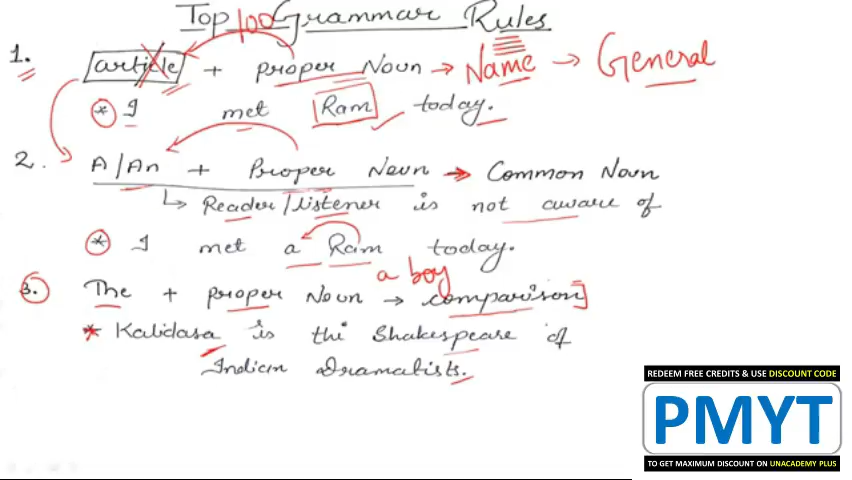 Top 100 Grammar Rules
1. article + proper Noun → Name → General
* I met Ram today.
2. A/An + Proper Noun → Common Noun
↳ Reader/listener is not aware of
* I met a Ram today.
a boy
3. The + proper Noun → comparison]
* Kalidasa is the Shakespeare of
Indian Dramatists.
REDEEM FREE CREDITS & USE DISCOUNT CODE
PMYT
TO GET MAXIMUM DISCOUNT ON UNACADEMY PLUS